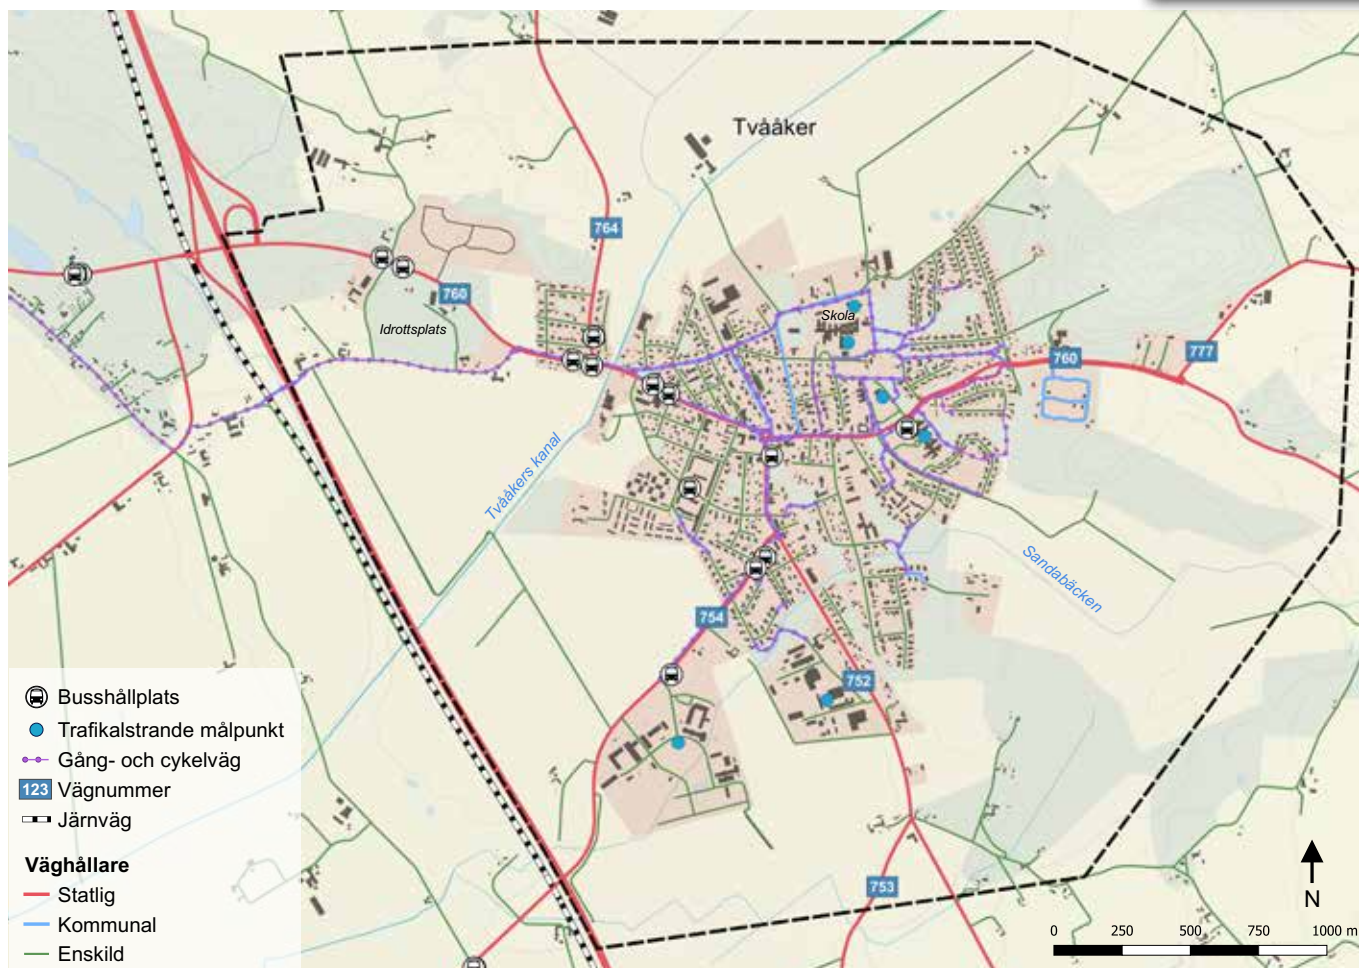 Tvååker
764
760
Idrottsplats
Skola
760
777
Tvååkers kanal
Sandabäcken
754
752
753
Busshållplats
Trafikalstrande målpunkt
Gång- och cykelväg
123 Vägnummer
Järnväg
Väghållare
Statlig
Kommunal
Enskild
N
0 250 500 750 1000 m